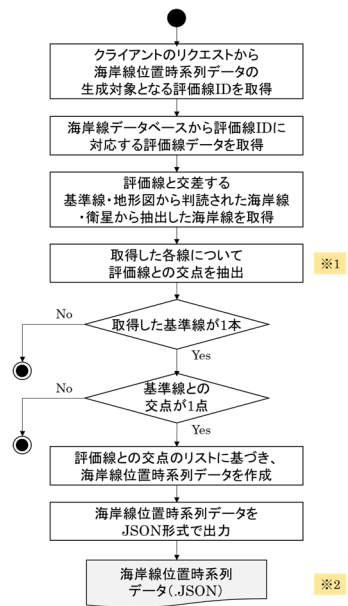 クライアントのリクエストから
海岸線位置時系列データの
生成対象となる評価線IDを取得
海岸線データベースから評価線IDに
対応する評価線データを取得
評価線と交差する
基準線・地形図から判読された海岸線
・衛星から抽出した海岸線を取得
取得した各線について
評価線との交点を抽出
※1
取得した基準線が1本
No
Yes
基準線との
交点が1点
No
Yes
評価線との交点のリストに基づき、
海岸線位置時系列データを作成
海岸線位置時系列データを
JSON形式で出力
海岸線位置時系列
データ(.JSON)
※2